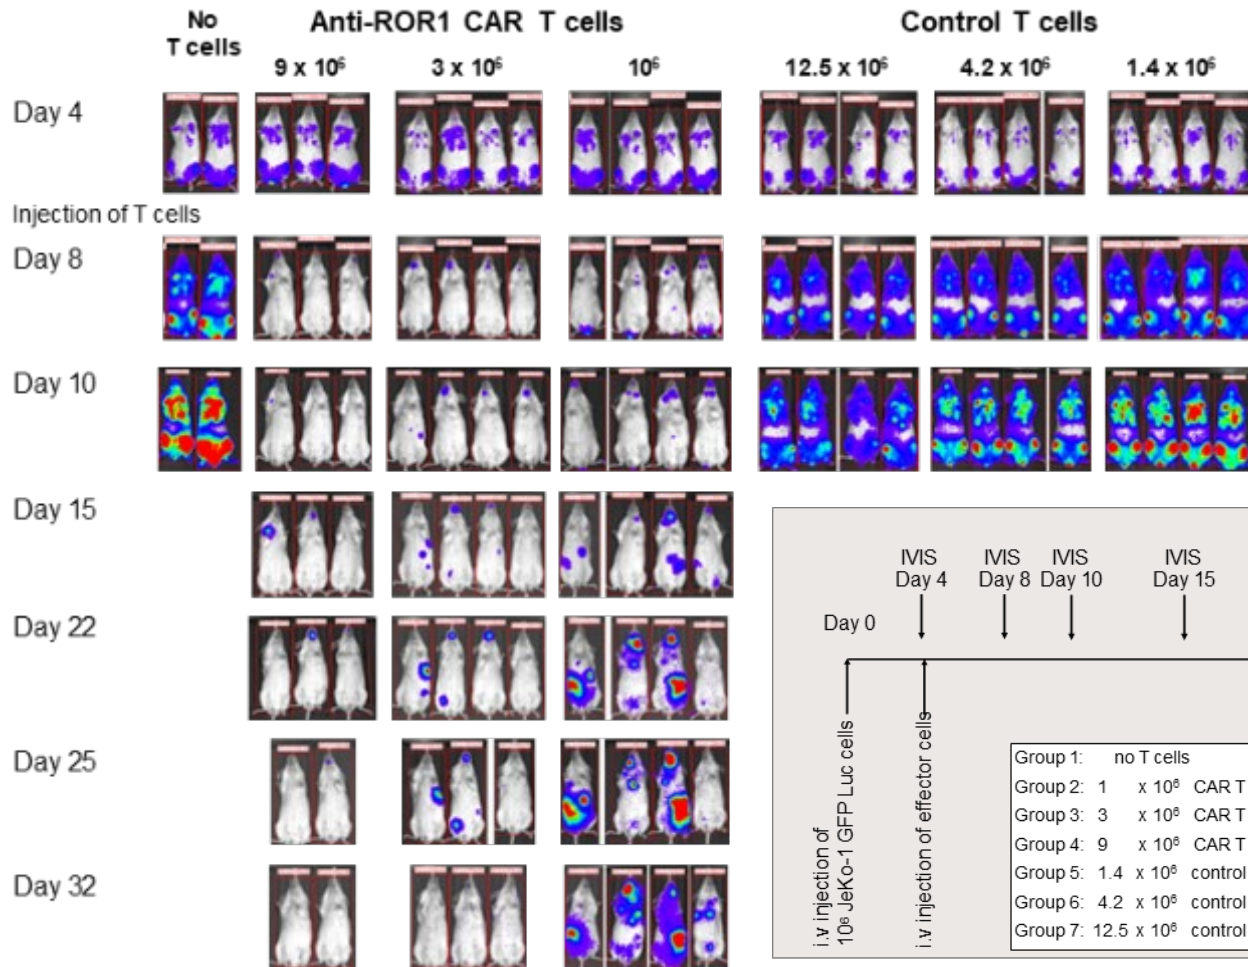 No
T cells
Anti-ROR1 CAR T cells
Control T cells
9 x 10⁶
3 x 10⁶
10⁶
12.5 x 10⁶
4.2 x 10⁶
1.4 x 10⁶
Day 4
Injection of T cells
Day 8
Day 10
Day 15
Day 22
Day 25
Day 32
IVIS
Day 4
IVIS
Day 8
IVIS
Day 10
IVIS
Day 15
Day 0
i.v injection of
10⁶ JeKo-1 GFP Luc cells
i.v injection of effector cells
Group 1: no T cells
Group 2: 1 x 10⁶ CAR T
Group 3: 3 x 10⁶ CAR T
Group 4: 9 x 10⁶ CAR T
Group 5: 1.4 x 10⁶ control
Group 6: 4.2 x 10⁶ control
Group 7: 12.5 x 10⁶ control